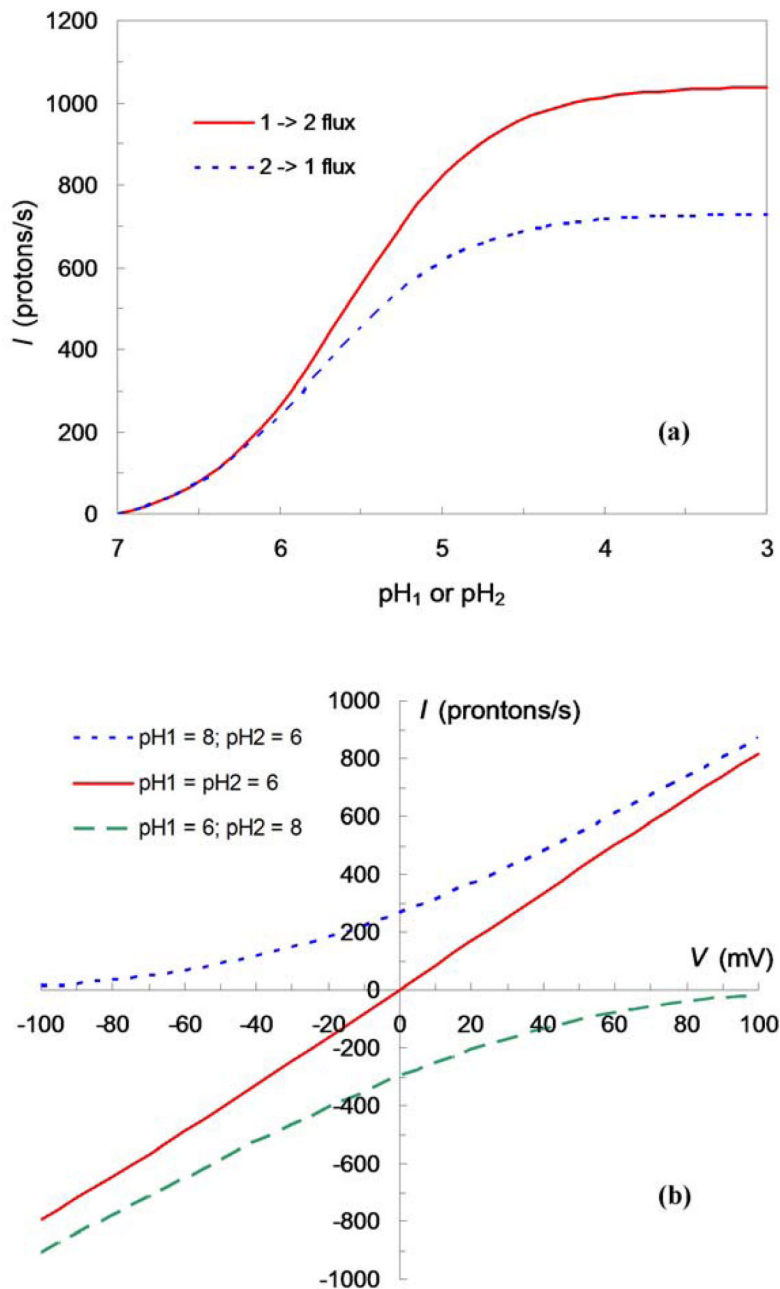 1200
1000
800
600
400
200
0
I (protons/s)
1 -> 2 flux
2 -> 1 flux
(a)
7 6 5 4 3
pH₁ or pH₂
1000
800
600
400
200
0
-200
-400
-600
-800
-1000
I (prontons/s)
pH1 = 8; pH2 = 6
pH1 = pH2 = 6
pH1 = 6; pH2 = 8
V (mV)
-100 -80 -60 -40 -20 0 20 40 60 80 100
(b)